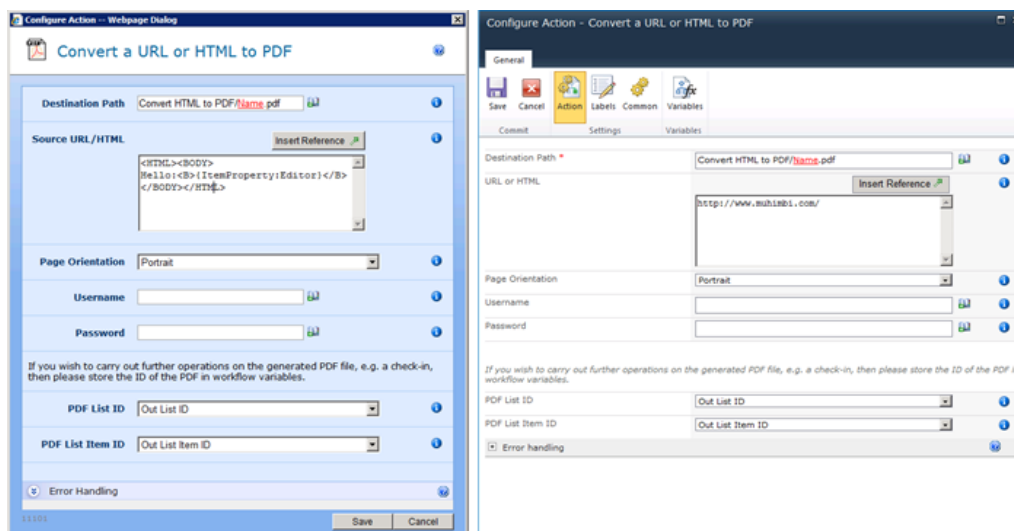 Configure Action -- Webpage Dialog
Convert a URL or HTML to PDF
Destination Path
Convert HTML to PDF/Name.pdf
Source URL/HTML
Insert Reference
<HTML><BODY>
Hello:<B>{ItemProperty:Editor}</B>
</BODY></HTML>
Page Orientation
Portrait
Username
Password
If you wish to carry out further operations on the generated PDF file, e.g. a check-in,
then please store the ID of the PDF in workflow variables.
PDF List ID
Out List ID
PDF List Item ID
Out List Item ID
Error Handling
11101
Save
Cancel
Configure Action - Convert a URL or HTML to PDF
General
Save
Cancel
Action
Labels
Common
Variables
Commit
Settings
Variables
Destination Path *
Convert HTML to PDF/Name.pdf
URL or HTML
Insert Reference
http://www.muhimbi.com/
Page Orientation
Portrait
Username
Password
If you wish to carry out further operations on the generated PDF file, e.g. a check-in, then please store the ID of the PDF
workflow variables.
PDF List ID
Out List ID
PDF List Item ID
Out List Item ID
Error handling